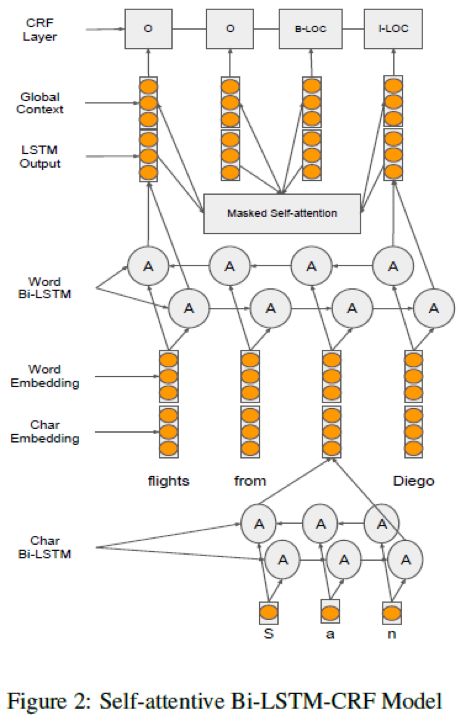 CRF
Layer
O
O
B-LOC
I-LOC
Global
Context
LSTM
Output
Masked Self-attention
Word
Bi-LSTM
A
A
A
A
A
A
A
A
Word
Embedding
Char
Embedding
flights
from
Diego
Char
Bi-LSTM
A
A
A
A
A
A
S
a
n
Figure 2: Self-attentive Bi-LSTM-CRF Model